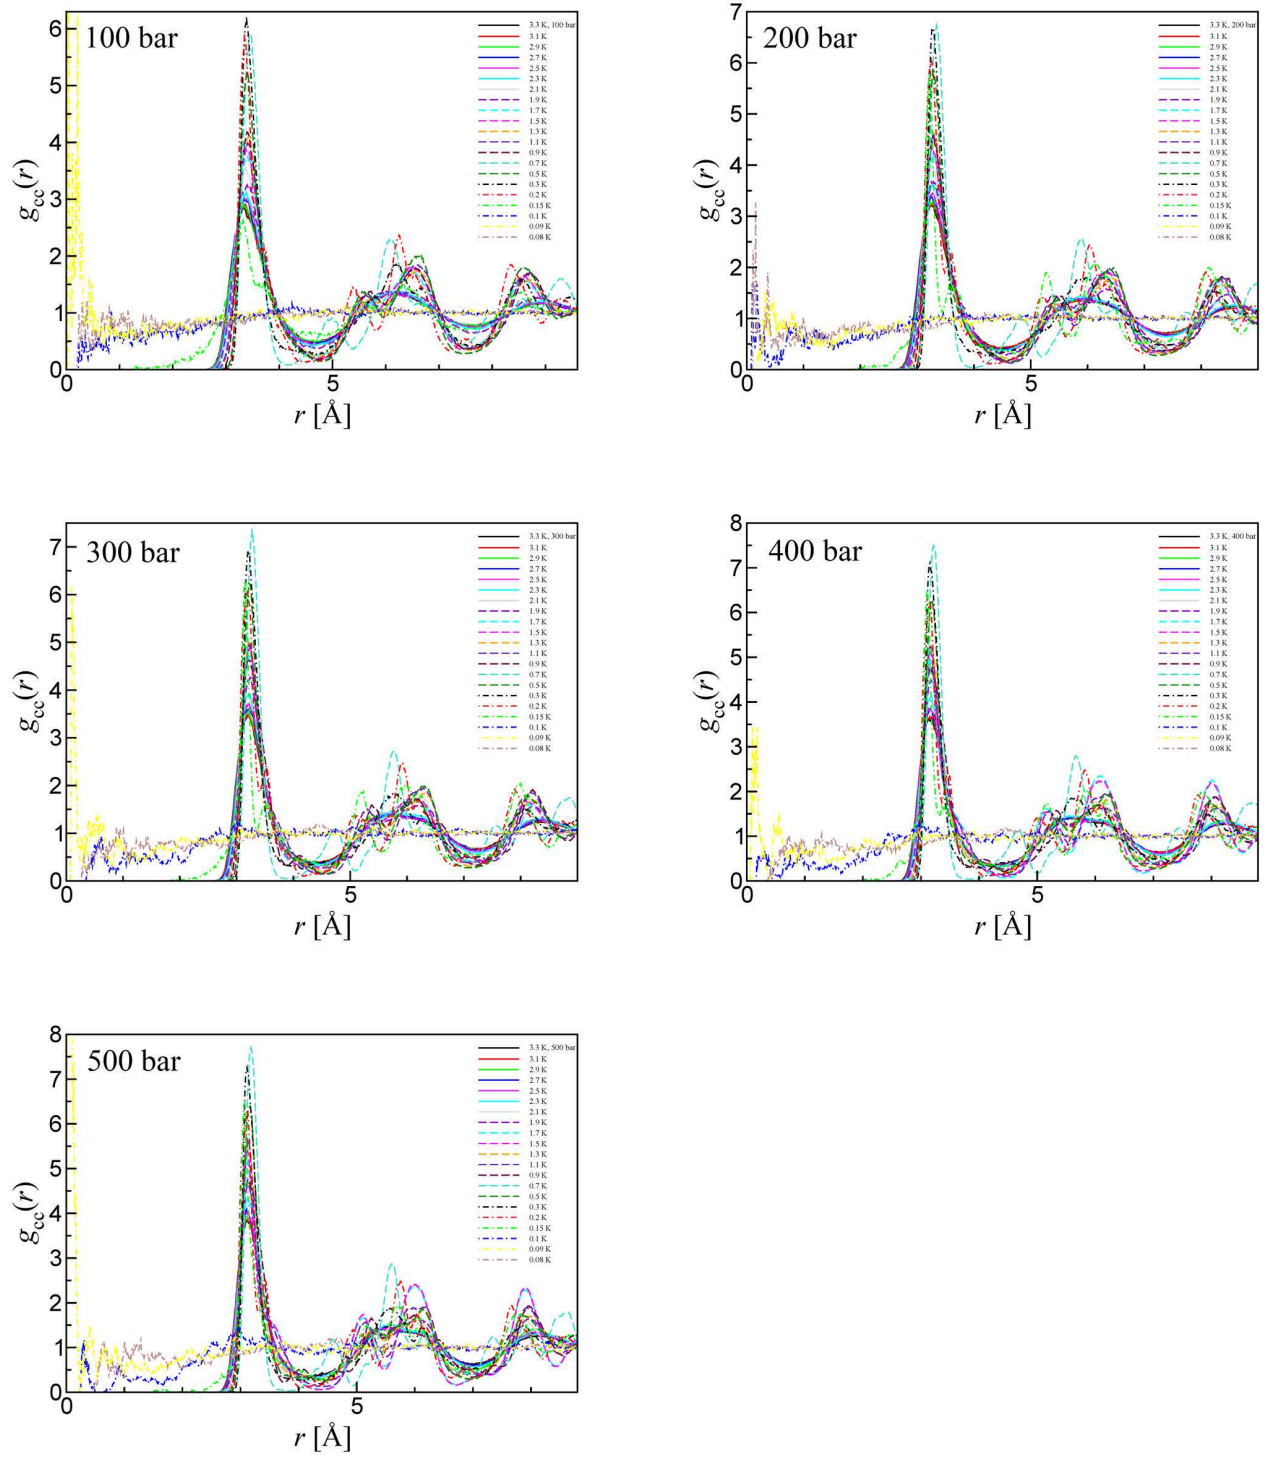 100 bar
g_cc(r)
0
1
2
3
4
5
6
0
5
r [Å]
3.3 K, 100 bar
3.1 K
2.9 K
2.7 K
2.5 K
2.3 K
2.1 K
1.9 K
1.7 K
1.5 K
1.3 K
1.1 K
0.9 K
0.7 K
0.5 K
0.3 K
0.2 K
0.15 K
0.1 K
0.09 K
0.08 K
200 bar
g_cc(r)
0
1
2
3
4
5
6
7
0
5
r [Å]
3.3 K, 200 bar
3.1 K
2.9 K
2.7 K
2.5 K
2.3 K
2.1 K
1.9 K
1.7 K
1.5 K
1.3 K
1.1 K
0.9 K
0.7 K
0.5 K
0.3 K
0.2 K
0.15 K
0.1 K
0.09 K
0.08 K
300 bar
g_cc(r)
0
1
2
3
4
5
6
7
0
5
r [Å]
3.3 K, 300 bar
3.1 K
2.9 K
2.7 K
2.5 K
2.3 K
2.1 K
1.9 K
1.7 K
1.5 K
1.3 K
1.1 K
0.9 K
0.7 K
0.5 K
0.3 K
0.2 K
0.15 K
0.1 K
0.09 K
0.08 K
400 bar
g_cc(r)
0
1
2
3
4
5
6
7
8
0
5
r [Å]
3.3 K, 400 bar
3.1 K
2.9 K
2.7 K
2.5 K
2.3 K
2.1 K
1.9 K
1.7 K
1.5 K
1.3 K
1.1 K
0.9 K
0.7 K
0.5 K
0.3 K
0.2 K
0.15 K
0.1 K
0.09 K
0.08 K
500 bar
g_cc(r)
0
1
2
3
4
5
6
7
8
0
5
r [Å]
3.3 K, 500 bar
3.1 K
2.9 K
2.7 K
2.5 K
2.3 K
2.1 K
1.9 K
1.7 K
1.5 K
1.3 K
1.1 K
0.9 K
0.7 K
0.5 K
0.3 K
0.2 K
0.15 K
0.1 K
0.09 K
0.08 K